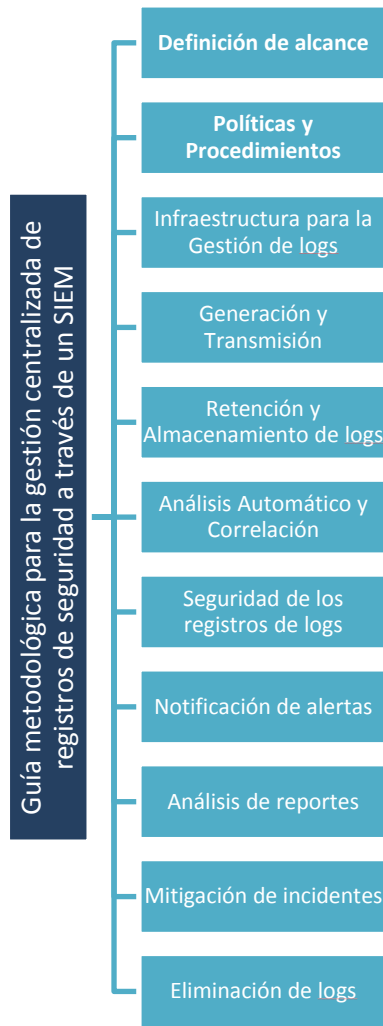 Guía metodológica para la gestión centralizada de
registros de seguridad a través de un SIEM
Definición de alcance
Políticas y
Procedimientos
Infraestructura para la
Gestión de logs
Generación y
Transmisión
Retención y
Almacenamiento de logs
Análisis Automático y
Correlación
Seguridad de los
registros de logs
Notificación de alertas
Análisis de reportes
Mitigación de incidentes
Eliminación de logs